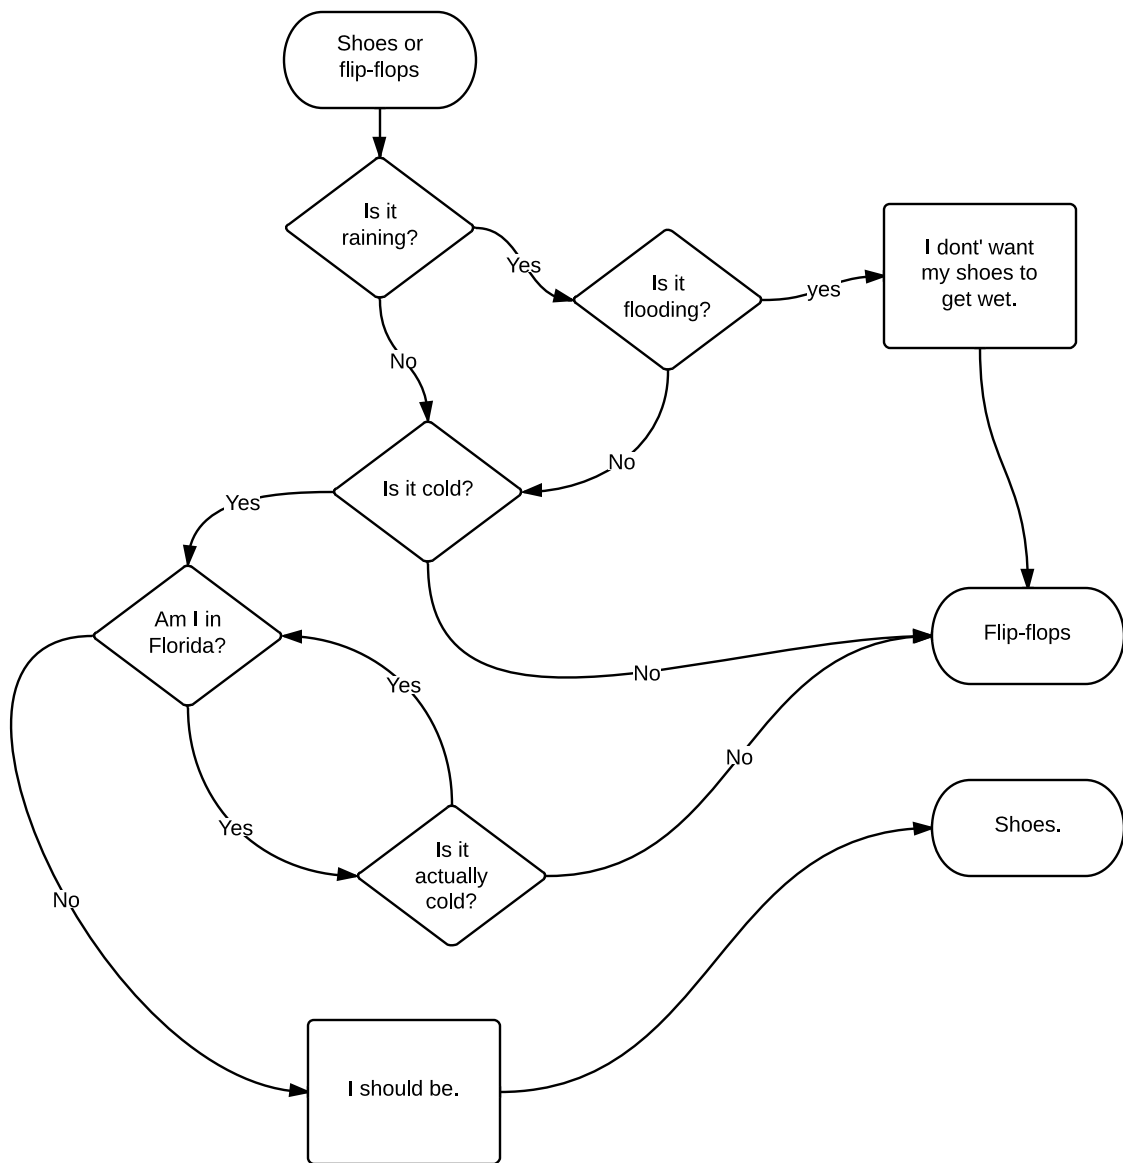 Shoes or
flip-flops
Is it
raining?
Yes
Is it
flooding?
yes
I dont' want
my shoes to
get wet.
No
No
Is it cold?
Yes
Am I in
Florida?
No
Flip-flops
Yes
No
Yes
Is it
actually
cold?
Shoes.
No
I should be.